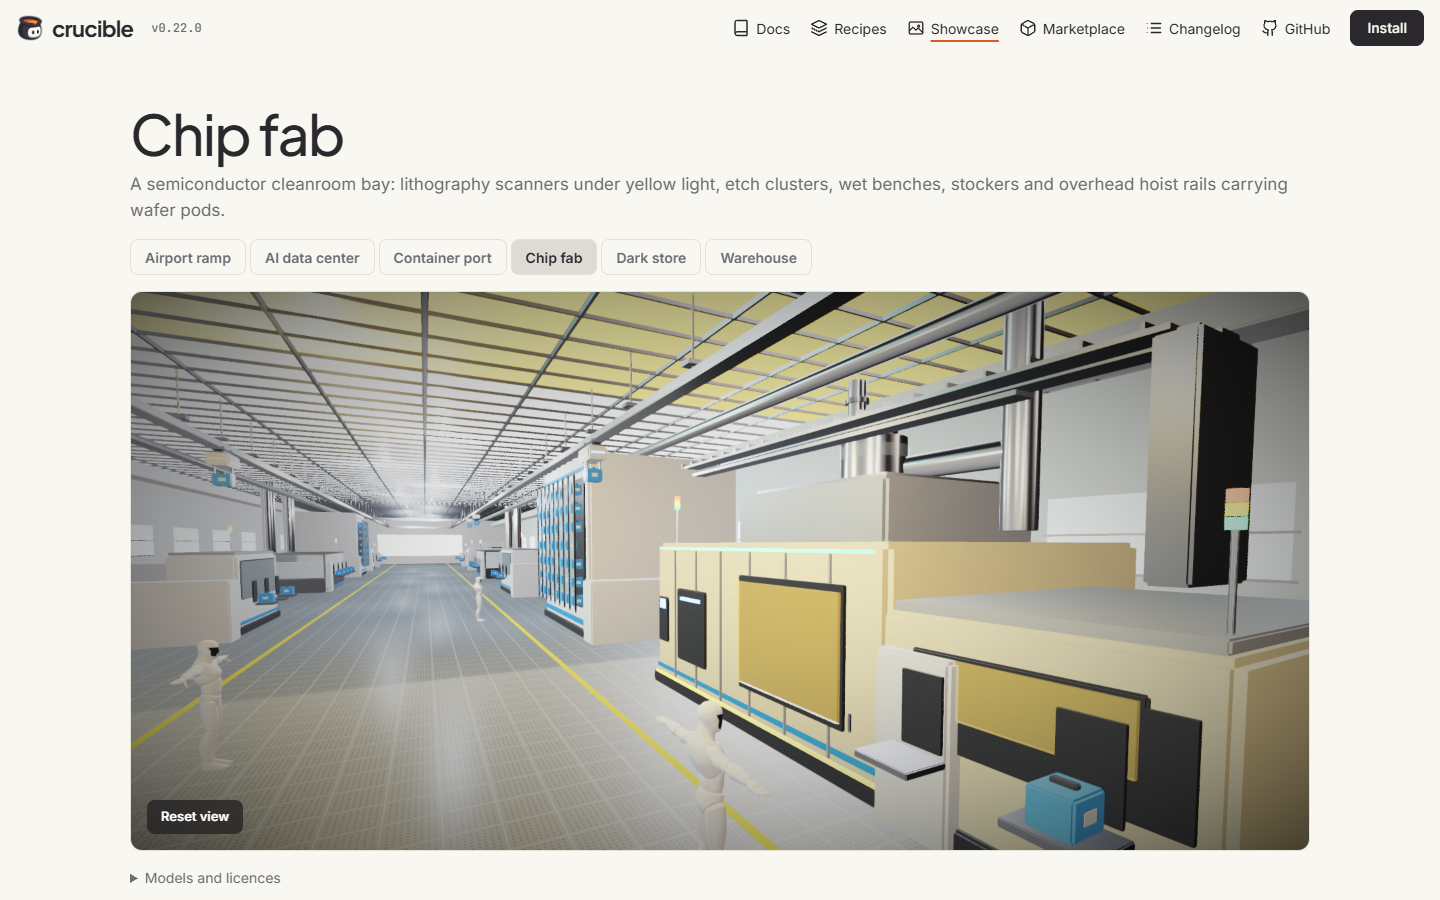 crucible
v0.22.0
Docs
Recipes
Showcase
Marketplace
Changelog
GitHub
Install
Chip fab
A semiconductor cleanroom bay: lithography scanners under yellow light, etch clusters, wet benches, stockers and overhead hoist rails carrying
wafer pods.
Airport ramp
AI data center
Container port
Chip fab
Dark store
Warehouse
Reset view
Models and licences